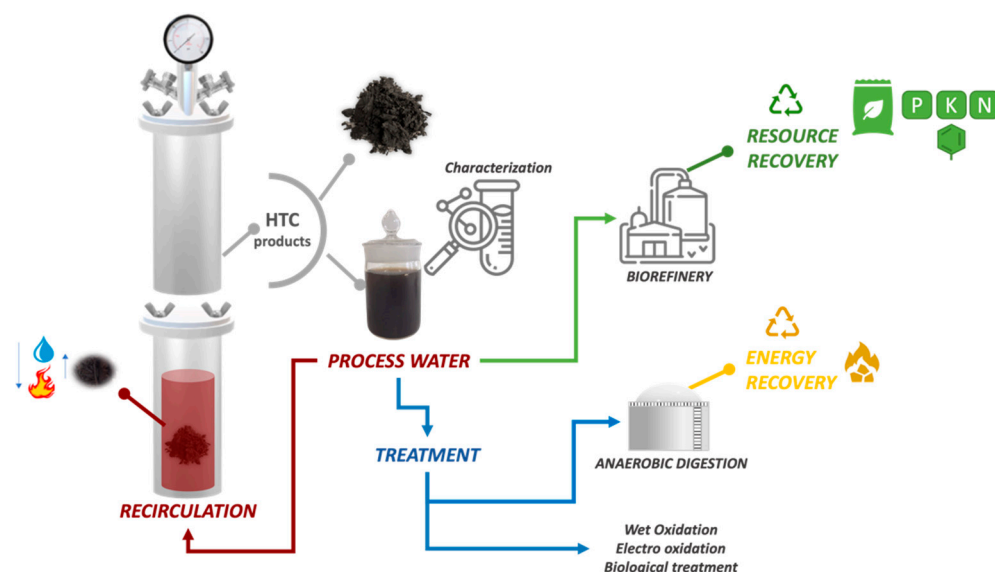 HTC
products
Characterization
RESOURCE
RECOVERY
P K N
BIOREFINERY
PROCESS WATER
ENERGY
RECOVERY
TREATMENT
ANAEROBIC DIGESTION
RECIRCULATION
Wet Oxidation
Electro oxidation
Biological treatment